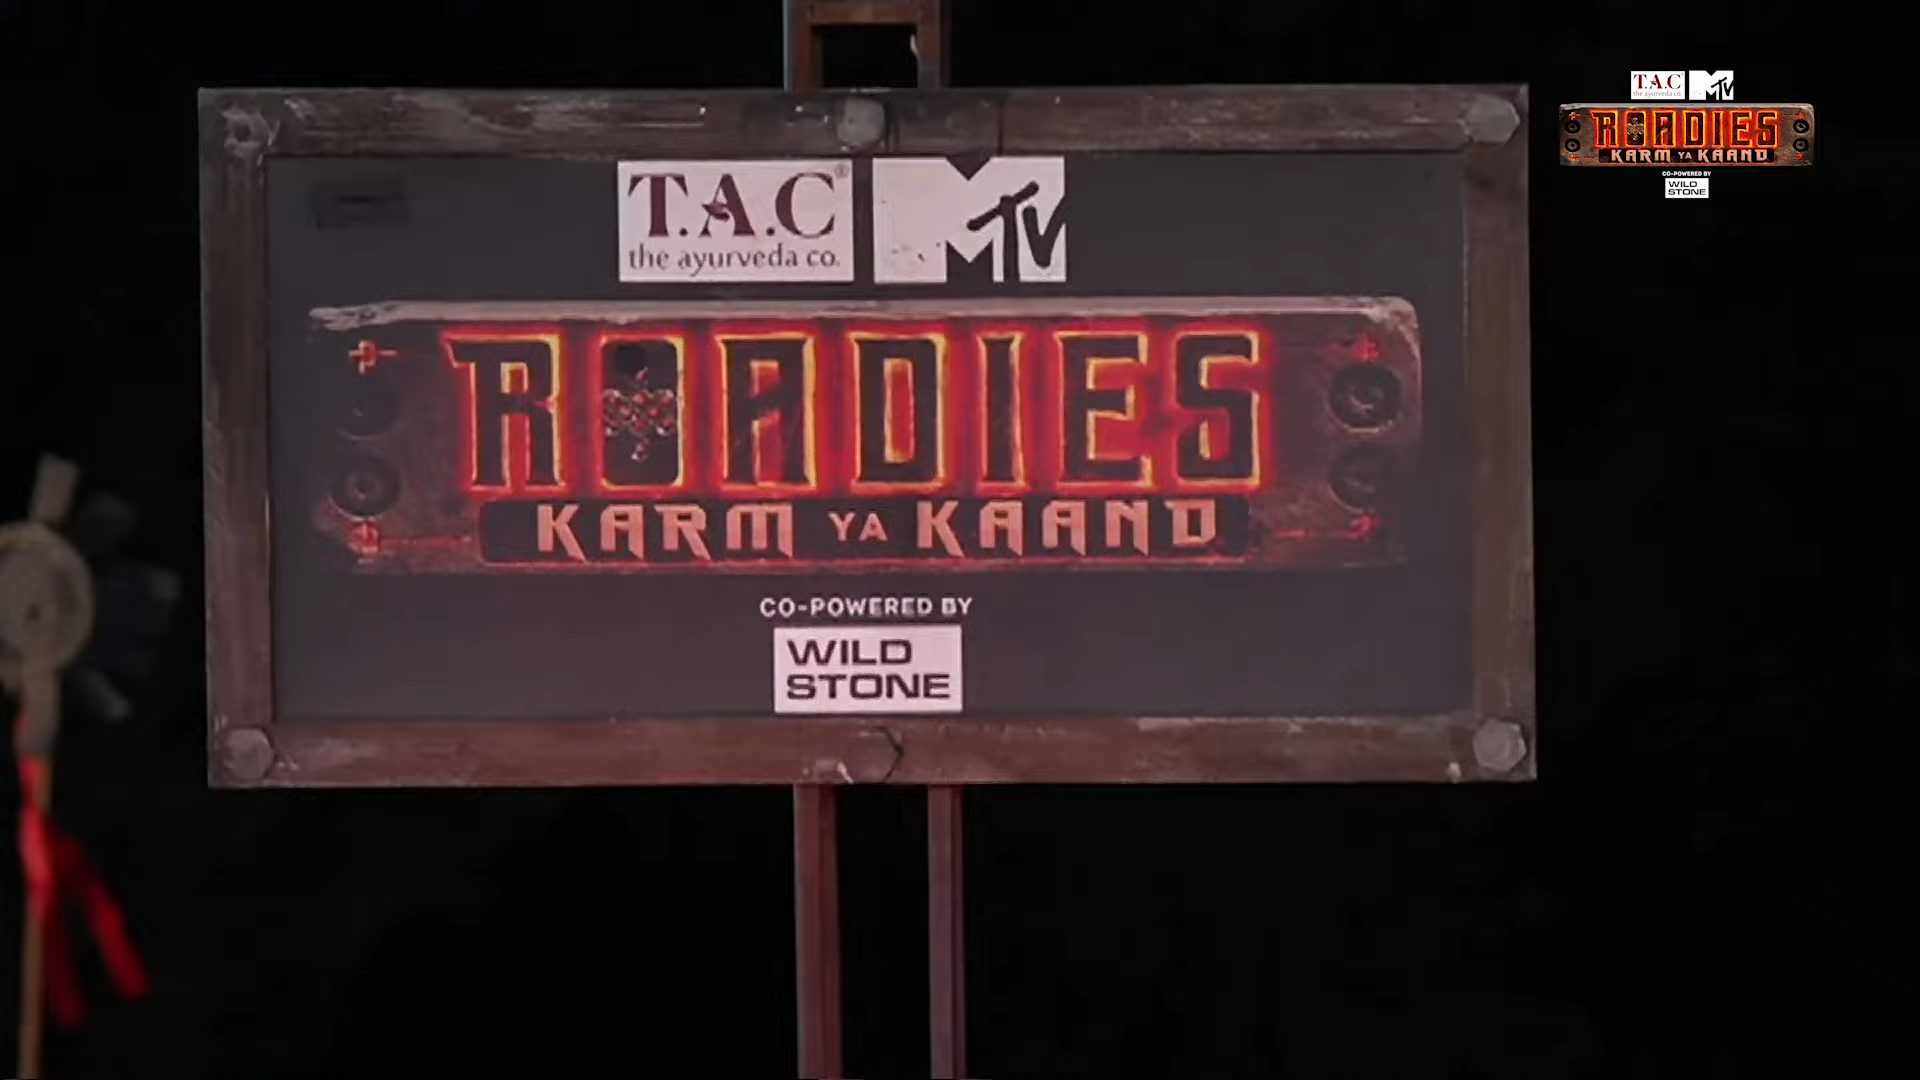 T.A.C®
the ayurveda co.
MTV
ROADIES
KARM YA KAAND
CO-POWERED BY
WILD
STONE
T.A.C
the ayurveda co.
MTV
ROADIES
KARM YA KAAND
CO-POWERED BY
WILD
STONE